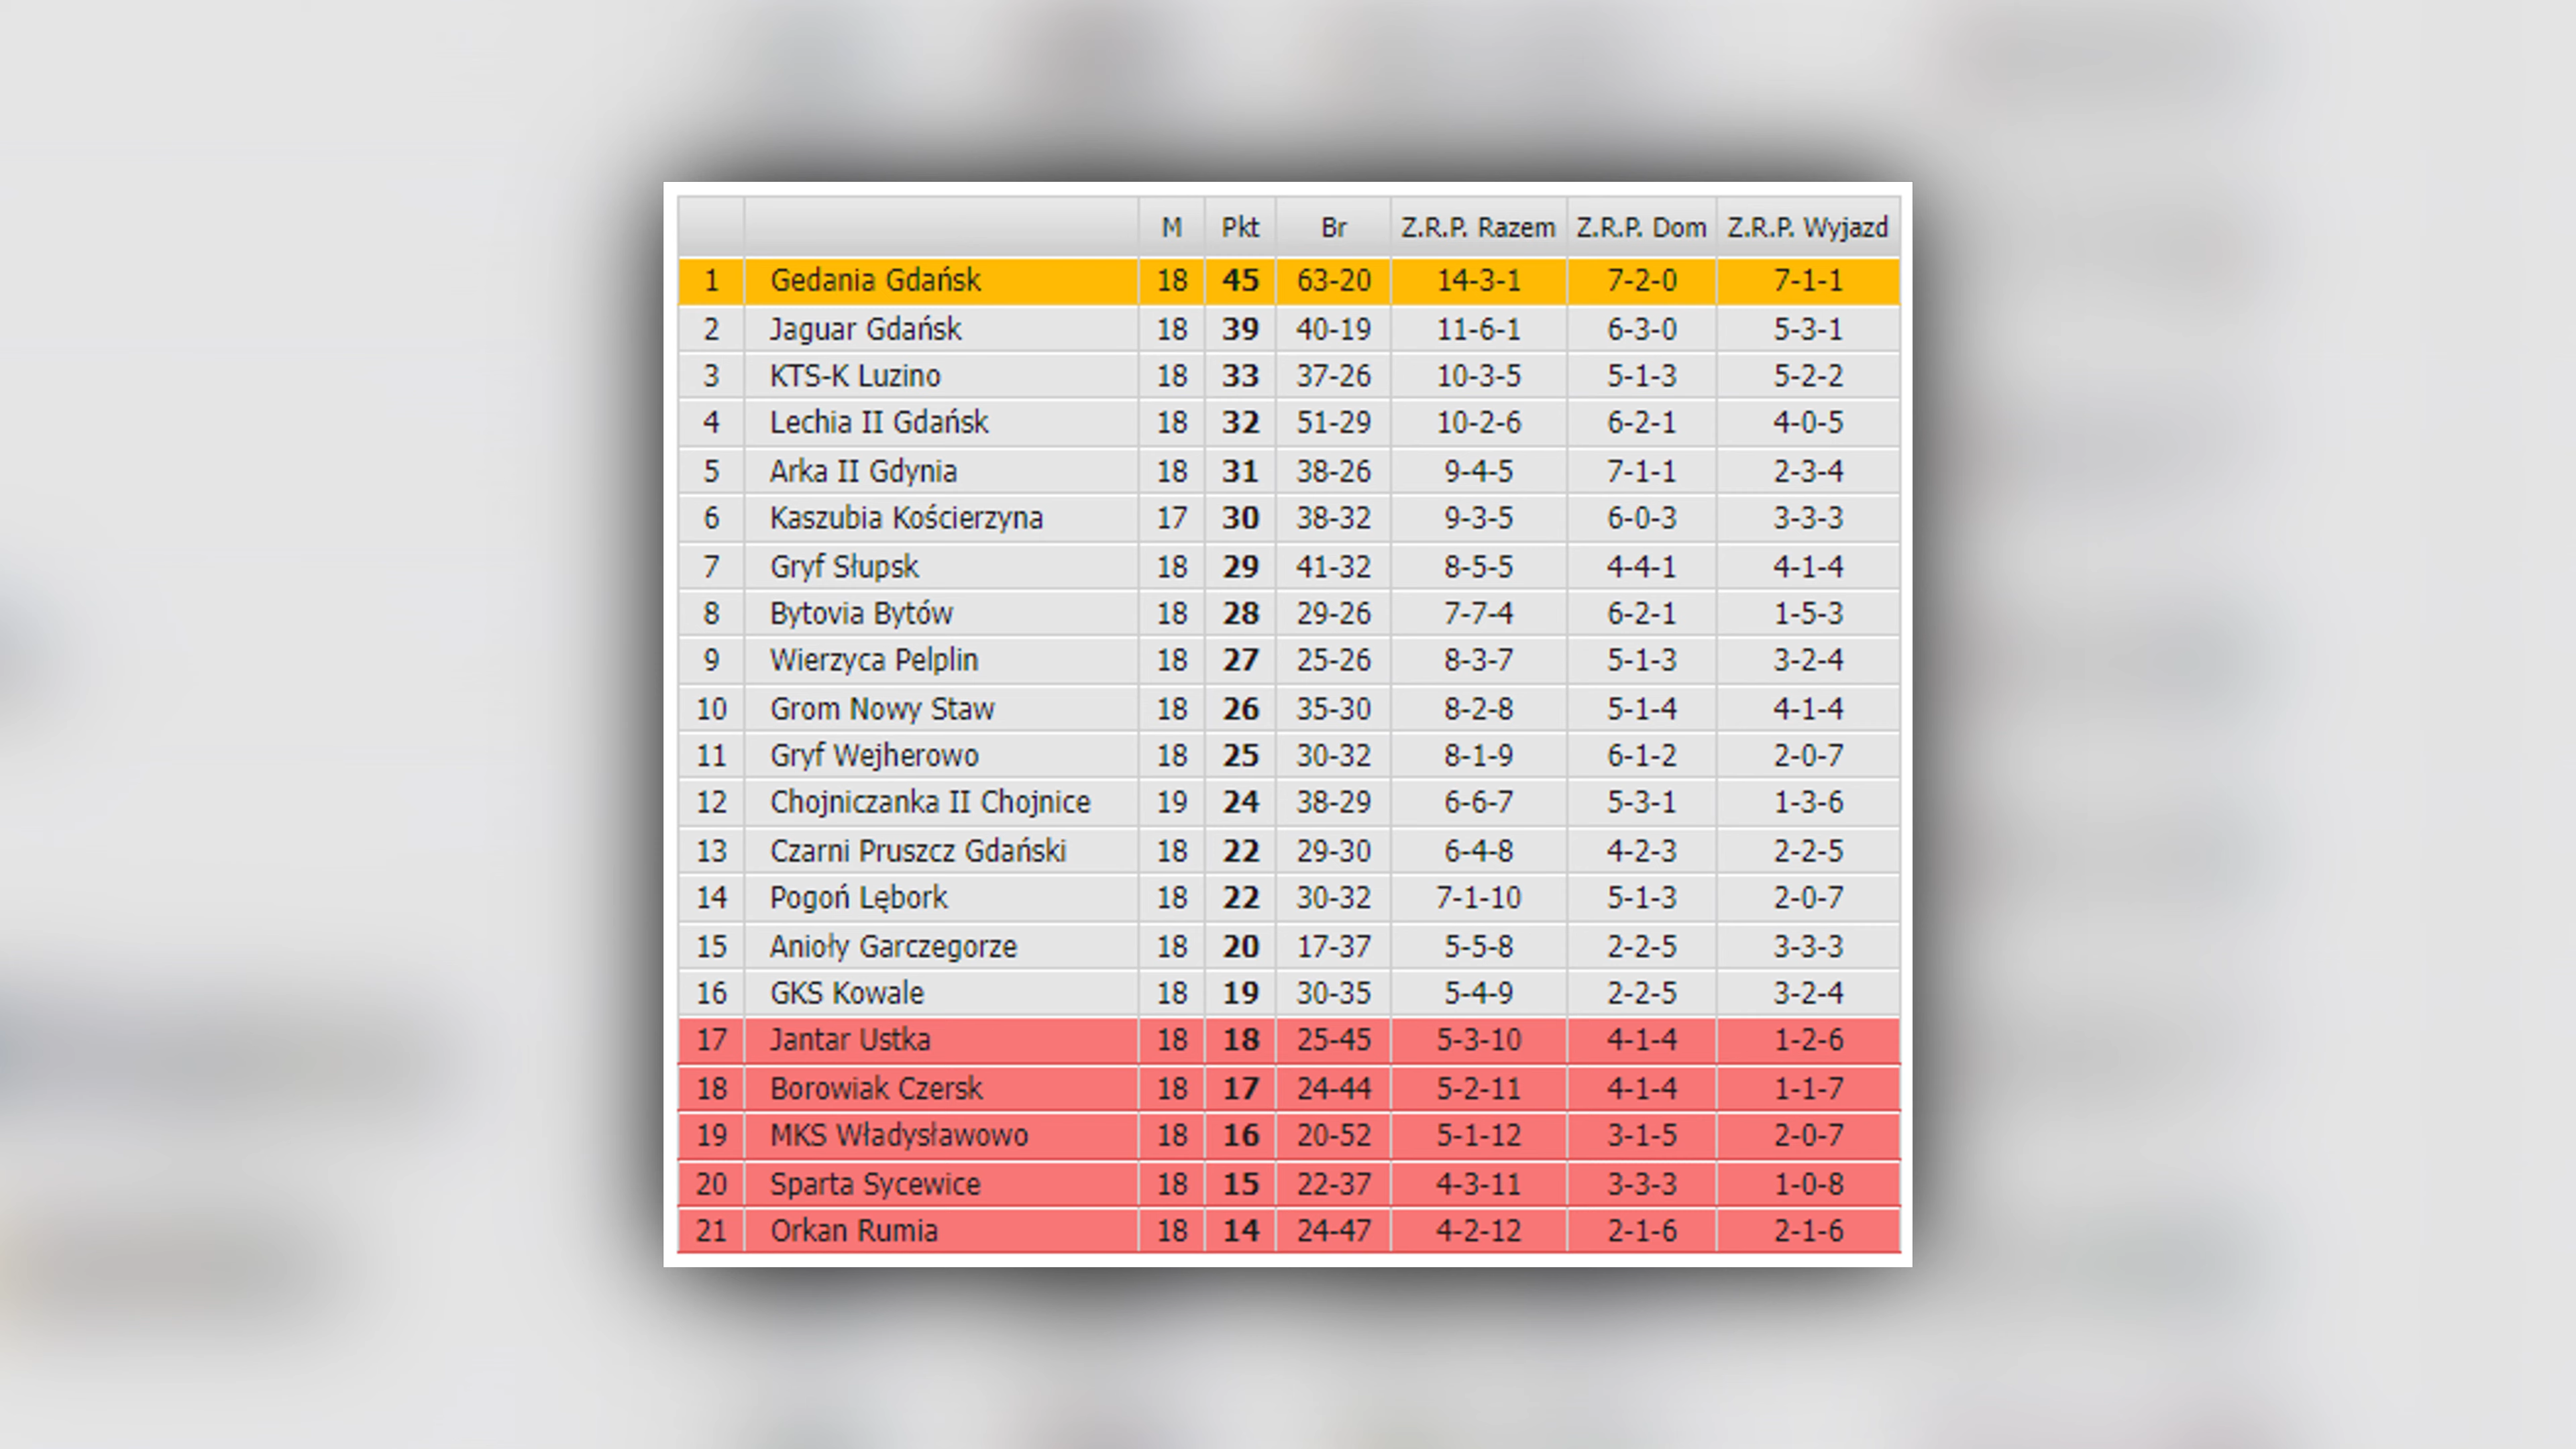 M Pkt Br Z.R.P. Razem Z.R.P. Dom Z.R.P. Wyjazd
1 Gedania Gdańsk 18 45 63-20 14-3-1 7-2-0 7-1-1
2 Jaguar Gdańsk 18 39 40-19 11-6-1 6-3-0 5-3-1
3 KTS-K Luzino 18 33 37-26 10-3-5 5-1-3 5-2-2
4 Lechia II Gdańsk 18 32 51-29 10-2-6 6-2-1 4-0-5
5 Arka II Gdynia 18 31 38-26 9-4-5 7-1-1 2-3-4
6 Kaszubia Kościerzyna 17 30 38-32 9-3-5 6-0-3 3-3-3
7 Gryf Słupsk 18 29 41-32 8-5-5 4-4-1 4-1-4
8 Bytovia Bytów 18 28 29-26 7-7-4 6-2-1 1-5-3
9 Wierzyca Pelplin 18 27 25-26 8-3-7 5-1-3 3-2-4
10 Grom Nowy Staw 18 26 35-30 8-2-8 5-1-4 4-1-4
11 Gryf Wejherowo 18 25 30-32 8-1-9 6-1-2 2-0-7
12 Chojniczanka II Chojnice 19 24 38-29 6-6-7 5-3-1 1-3-6
13 Czarni Pruszcz Gdański 18 22 29-30 6-4-8 4-2-3 2-2-5
14 Pogoń Lębork 18 22 30-32 7-1-10 5-1-3 2-0-7
15 Anioły Garczegorze 18 20 17-37 5-5-8 2-2-5 3-3-3
16 GKS Kowale 18 19 30-35 5-4-9 2-2-5 3-2-4
17 Jantar Ustka 18 18 25-45 5-3-10 4-1-4 1-2-6
18 Borowiak Czersk 18 17 24-44 5-2-11 4-1-4 1-1-7
19 MKS Władysławowo 18 16 20-52 5-1-12 3-1-5 2-0-7
20 Sparta Sycewice 18 15 22-37 4-3-11 3-3-3 1-0-8
21 Orkan Rumia 18 14 24-47 4-2-12 2-1-6 2-1-6